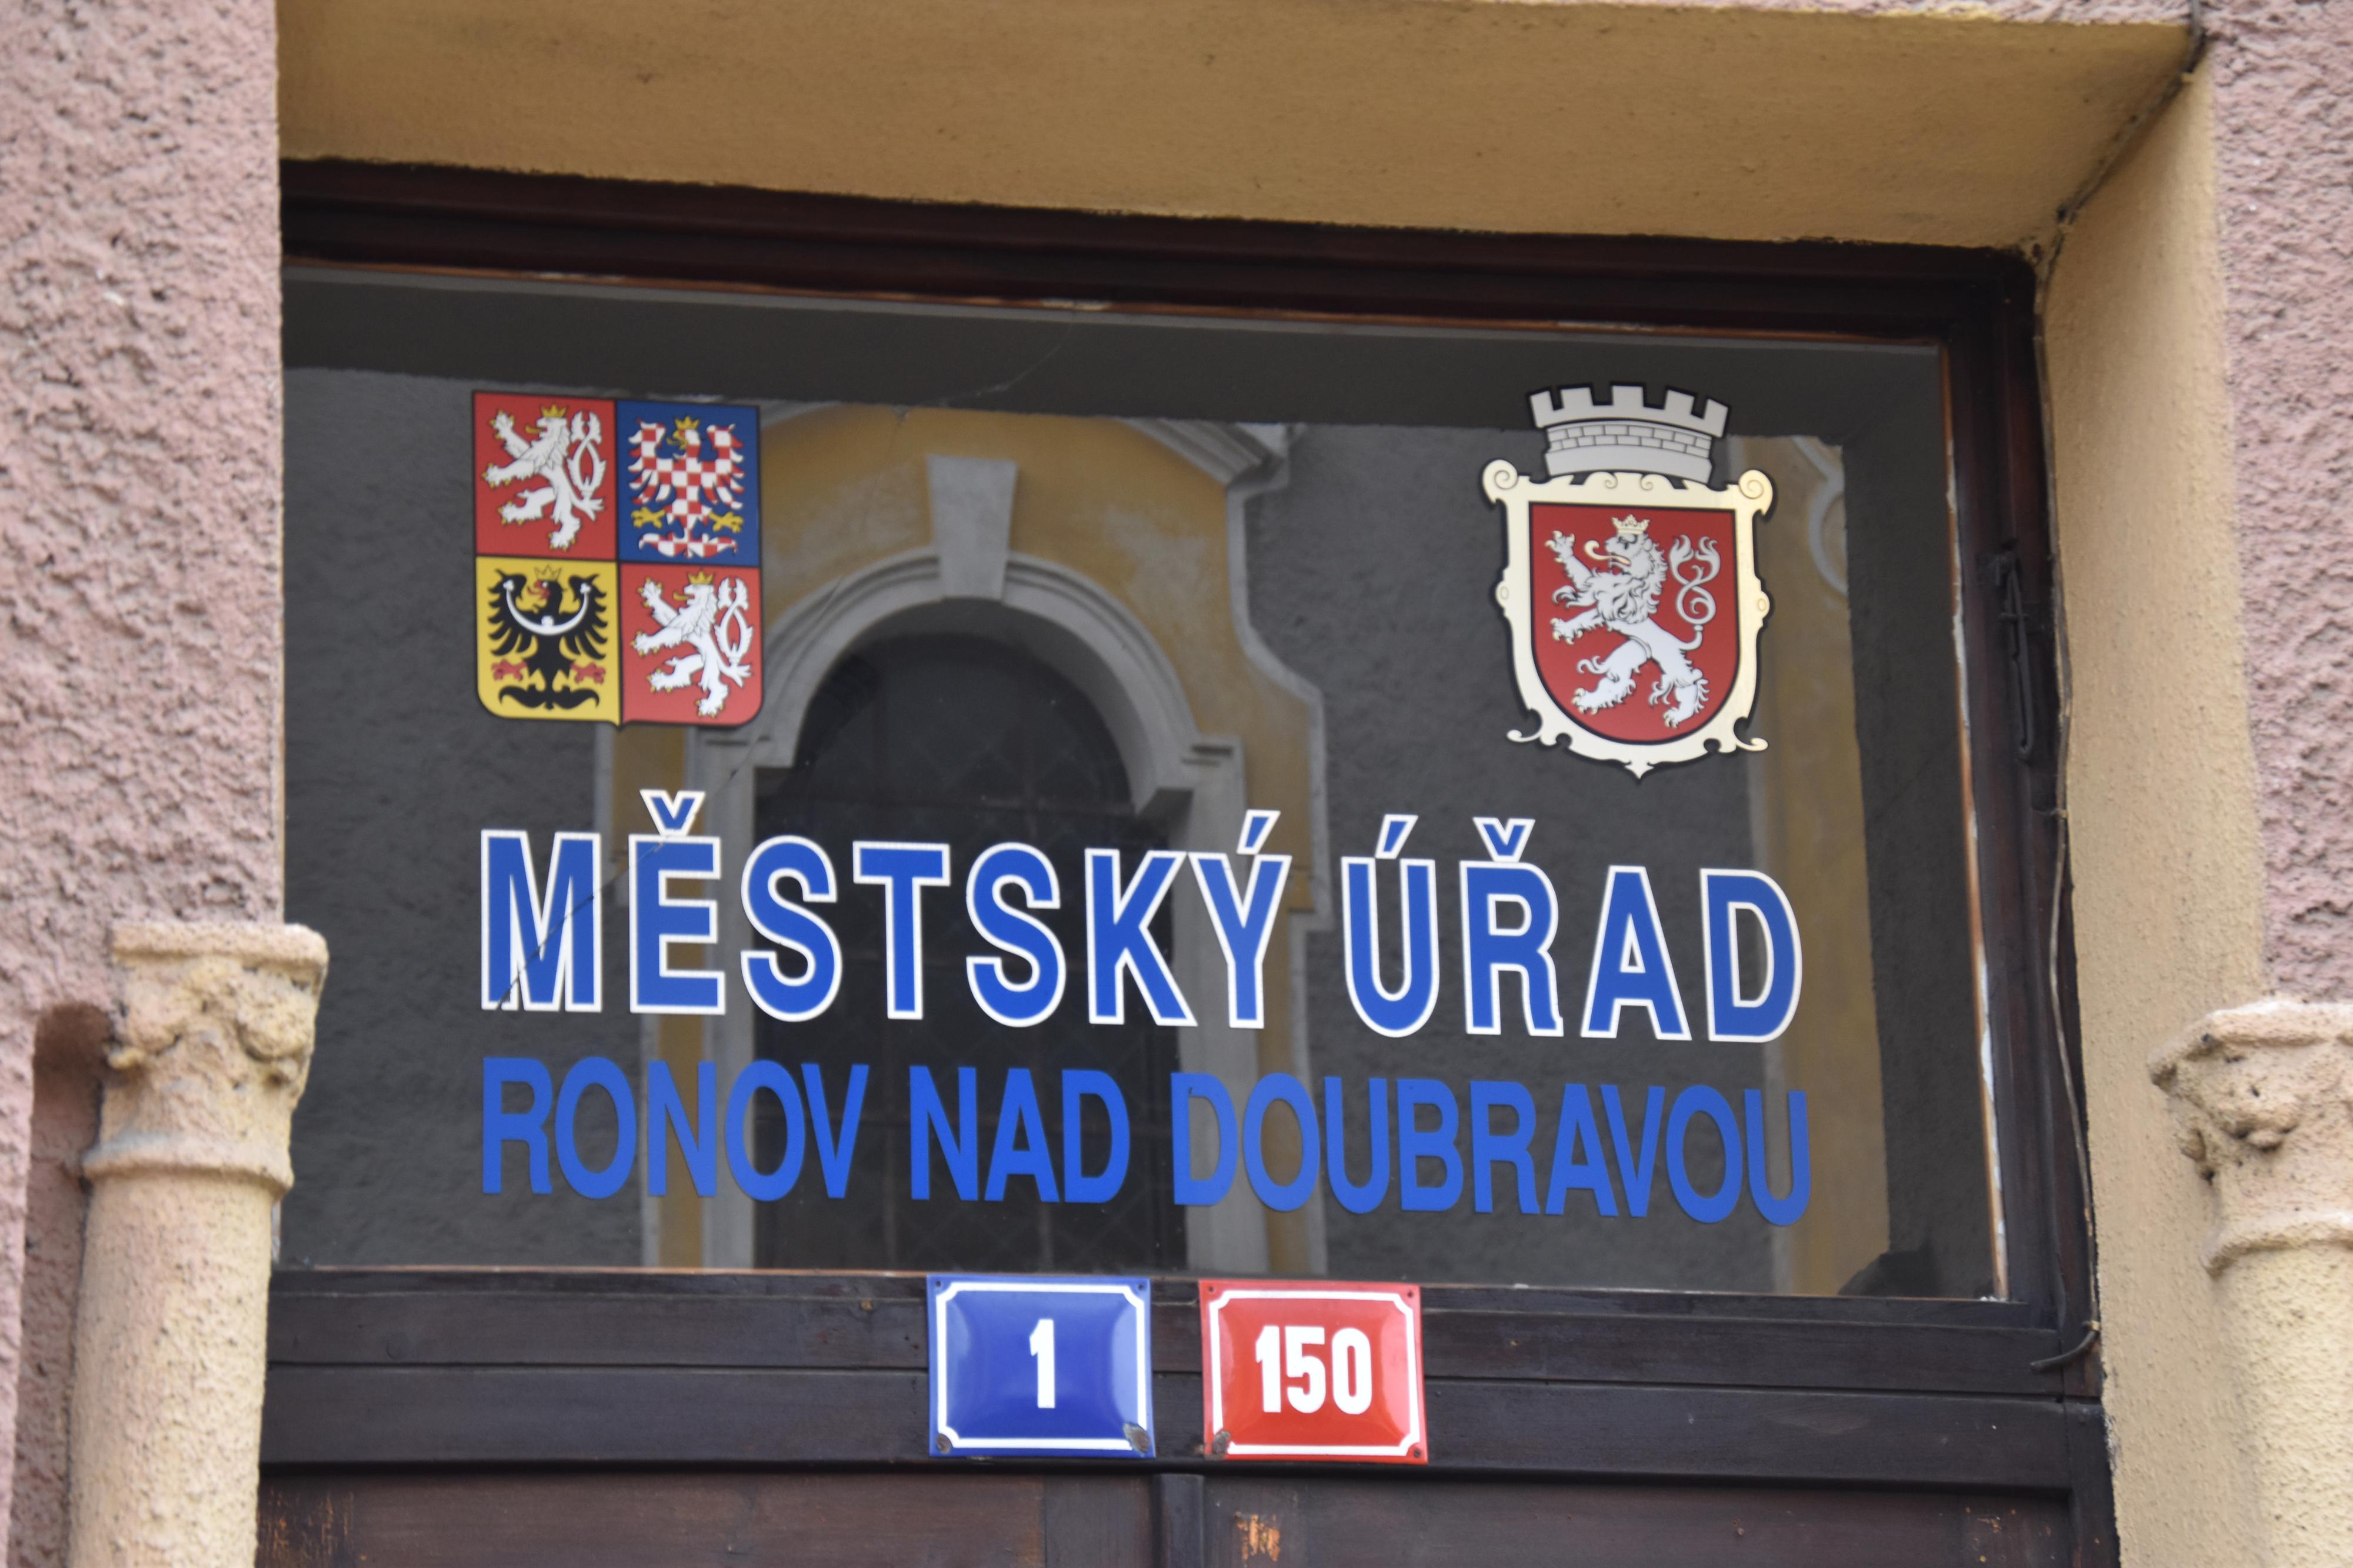 MĚSTSKÝ ÚŘAD
RONOV NAD DOUBRAVOU
1 150